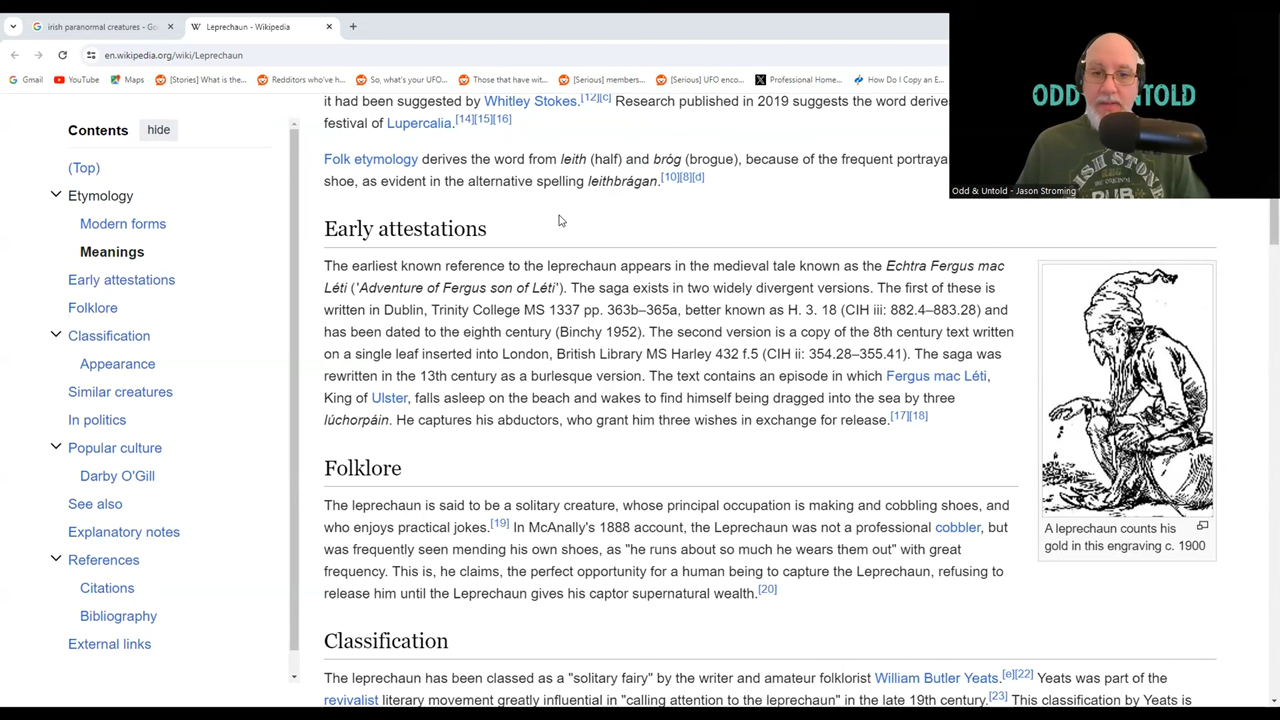 irish paranormal creatures - Go
Leprechaun - Wikipedia
en.wikipedia.org/wiki/Leprechaun
Gmail
YouTube
Maps
[Stories] What is the...
Redditors who've h...
So, what's your UFO...
Those that have wit...
[Serious] members...
[Serious] UFO enco...
Professional Home...
How Do I Copy an E...
it had been suggested by Whitley Stokes.[12][c] Research published in 2019 suggests the word derive
festival of Lupercalia.[14][15][16]
Folk etymology derives the word from leith (half) and bróg (brogue), because of the frequent portraya
shoe, as evident in the alternative spelling leithbrágan.[10][8][d]
Contents hide
(Top)
Etymology
Modern forms
Meanings
Early attestations
Folklore
Classification
Appearance
Similar creatures
In politics
Popular culture
Darby O'Gill
See also
Explanatory notes
References
Citations
Bibliography
External links
Early attestations
The earliest known reference to the leprechaun appears in the medieval tale known as the Echtra Fergus mac
Léti ('Adventure of Fergus son of Léti'). The saga exists in two widely divergent versions. The first of these is
written in Dublin, Trinity College MS 1337 pp. 363b–365a, better known as H. 3. 18 (CIH iii: 882.4–883.28) and
has been dated to the eighth century (Binchy 1952). The second version is a copy of the 8th century text written
on a single leaf inserted into London, British Library MS Harley 432 f.5 (CIH ii: 354.28–355.41). The saga was
rewritten in the 13th century as a burlesque version. The text contains an episode in which Fergus mac Léti,
King of Ulster, falls asleep on the beach and wakes to find himself being dragged into the sea by three
lúchorpáin. He captures his abductors, who grant him three wishes in exchange for release.[17][18]
Folklore
The leprechaun is said to be a solitary creature, whose principal occupation is making and cobbling shoes, and
who enjoys practical jokes.[19] In McAnally's 1888 account, the Leprechaun was not a professional cobbler, but
was frequently seen mending his own shoes, as "he runs about so much he wears them out" with great
frequency. This is, he claims, the perfect opportunity for a human being to capture the Leprechaun, refusing to
release him until the Leprechaun gives his captor supernatural wealth.[20]
Classification
The leprechaun has been classed as a "solitary fairy" by the writer and amateur folklorist William Butler Yeats.[e][22] Yeats was part of the
revivalist literary movement greatly influential in "calling attention to the leprechaun" in the late 19th century.[23] This classification by Yeats is
A leprechaun counts his
gold in this engraving c. 1900
ODD NTOLD
STON
THE ORIGINAL
PUB
Odd & Untold - Jason Stroming